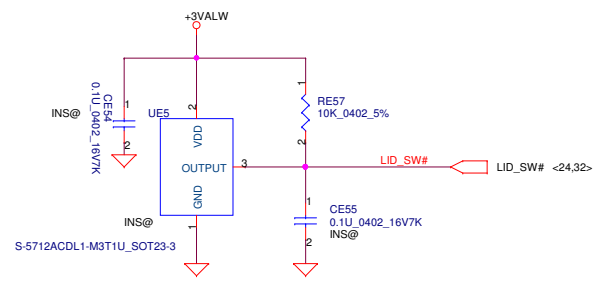 +3VALW
1
CE54
0.1U_0402_16V7K
INS@
2
UE5
2
VDD
OUTPUT
3
GND
1
INS@
S-5712ACDL1-M3T1U_SOT23-3
1
RE57
10K_0402_5%
2
LID_SW#
LID_SW# <24,32>
1
CE55
0.1U_0402_16V7K
INS@
2